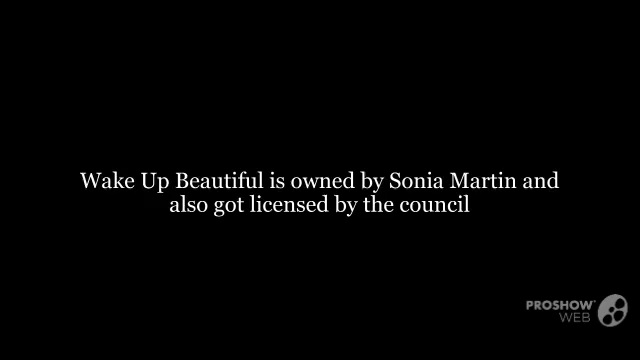 Wake Up Beautiful is owned by Sonia Martin and
also got licensed by the council
PROSHOW
WEB